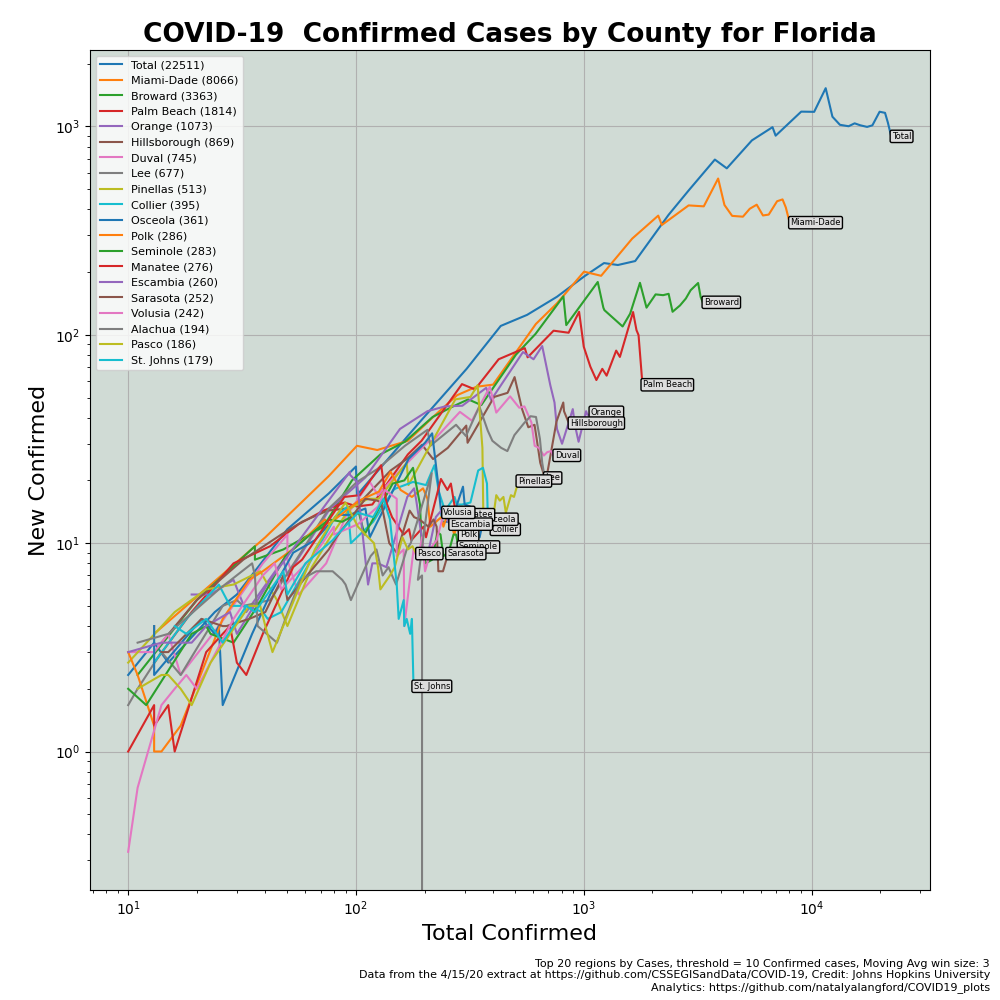 COVID-19  Confirmed Cases by County for Florida
Total (22511)
Miami-Dade (8066)
Broward (3363)
Palm Beach (1814)
Orange (1073)
Hillsborough (869)
Duval (745)
Lee (677)
Pinellas (513)
Collier (395)
Osceola (361)
Polk (286)
Seminole (283)
Manatee (276)
Escambia (260)
Sarasota (252)
Volusia (242)
Alachua (194)
Pasco (186)
St. Johns (179)
10³
10²
10¹
10⁰
New Confirmed
Total
Miami-Dade
Broward
Palm Beach
Orange
Hillsborough
Duval
Pinellas
Volusia
Escambia
Collier
Polk
Seminole
Pasco
Sarasota
St. Johns
10¹
10²
10³
10⁴
Total Confirmed
Top 20 regions by Cases, threshold = 10 Confirmed cases, Moving Avg win size: 3
Data from the 4/15/20 extract at https://github.com/CSSEGISandData/COVID-19, Credit: Johns Hopkins University
Analytics: https://github.com/natalyalangford/COVID19_plots